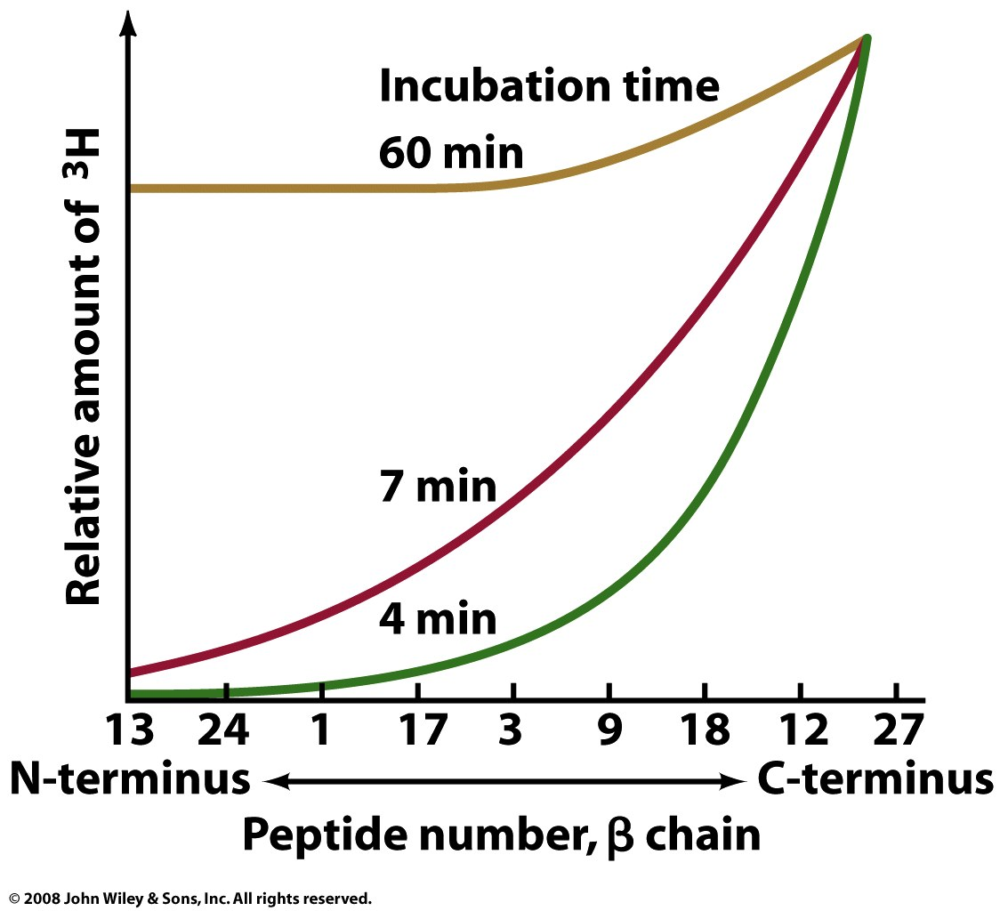 Incubation time
60 min
7 min
4 min
Relative amount of ³H
13 24 1 17 3 9 18 12 27
N-terminus C-terminus
Peptide number, β chain
© 2008 John Wiley & Sons, Inc. All rights reserved.